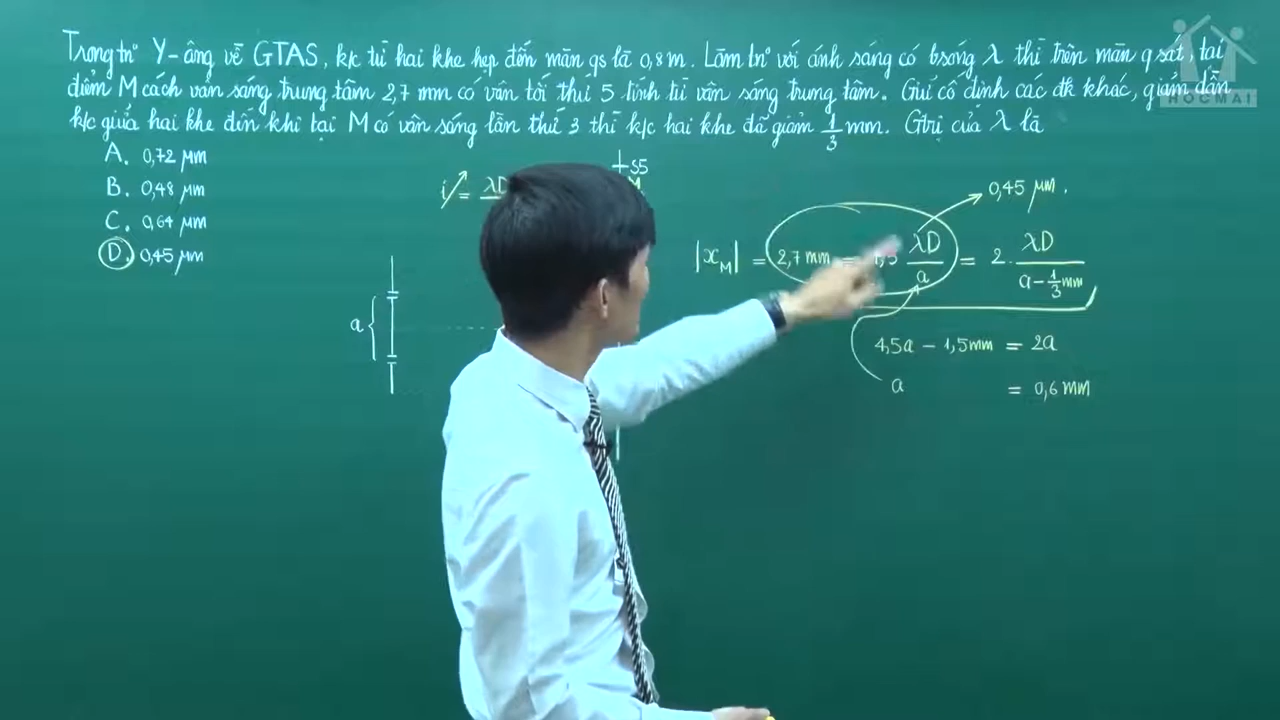 Trong tnº Y-âng về GTAS, k/c từ hai khe hẹp đến màn qs là 0,8m. Làm tnº với ánh sáng có bsóng λ thì trên màn q sát, tại
điểm M cách vân sáng trung tâm 2,7 mm có vân tối thứ 5 tính từ vân sáng trung tâm. Giữ cố định các đk khác, giảm dần
k/c giữa hai khe đến khi tại M có vân sáng lần thứ 3 thì k/c hai khe đã giảm 1/3 mm. Gtrị của λ là
A. 0,72 μm
B. 0,48 μm
C. 0,64 μm
D. 0,45 μm
HOCMAI
i = λD
|x_M| = 2,7 mm = λD/a = 2. λD/(a - 1/3 mm)
0,45 μm.
4,5a - 1,5mm = 2a
a = 0,6 mm
a